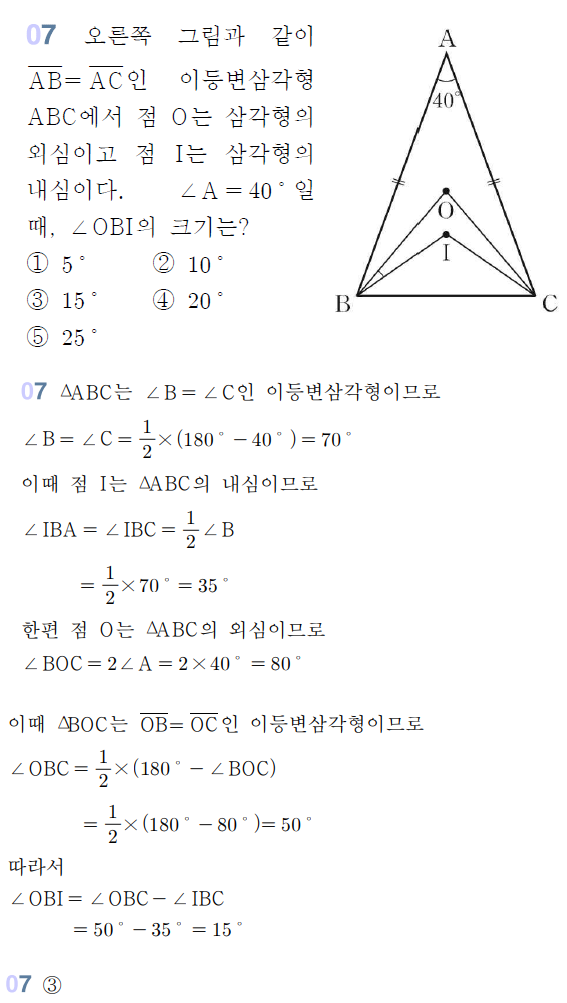 07 오른쪽 그림과 같이
AB=AC인 이등변삼각형
ABC에서 점 O는 삼각형의
외심이고 점 I는 삼각형의
내심이다. ∠A=40°일
때, ∠OBI의 크기는?
① 5° ② 10°
③ 15° ④ 20°
⑤ 25°
A
40°
O
I
B C
07 △ABC는 ∠B=∠C인 이등변삼각형이므로
∠B=∠C=1/2×(180°-40°)=70°
이때 점 I는 △ABC의 내심이므로
∠IBA=∠IBC=1/2∠B
=1/2×70°=35°
한편 점 O는 △ABC의 외심이므로
∠BOC=2∠A=2×40°=80°
이때 △BOC는 OB=OC인 이등변삼각형이므로
∠OBC=1/2×(180°-∠BOC)
=1/2×(180°-80°)=50°
따라서
∠OBI=∠OBC-∠IBC
=50°-35°=15°
07 ③